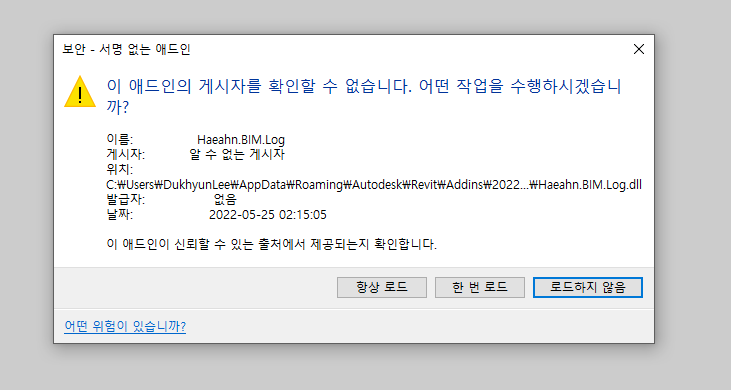 보안 - 서명 없는 애드인
이 애드인의 게시자를 확인할 수 없습니다. 어떤 작업을 수행하시겠습니
까?
이름: Haeahn.BIM.Log
게시자: 알 수 없는 게시자
위치:
C:₩Users₩DukhyunLee₩AppData₩Roaming₩Autodesk₩Revit₩Addins₩2022...₩Haeahn.BIM.Log.dll
발급자: 없음
날짜: 2022-05-25 02:15:05
이 애드인이 신뢰할 수 있는 출처에서 제공되는지 확인합니다.
항상 로드 한 번 로드 로드하지 않음
어떤 위험이 있습니까?